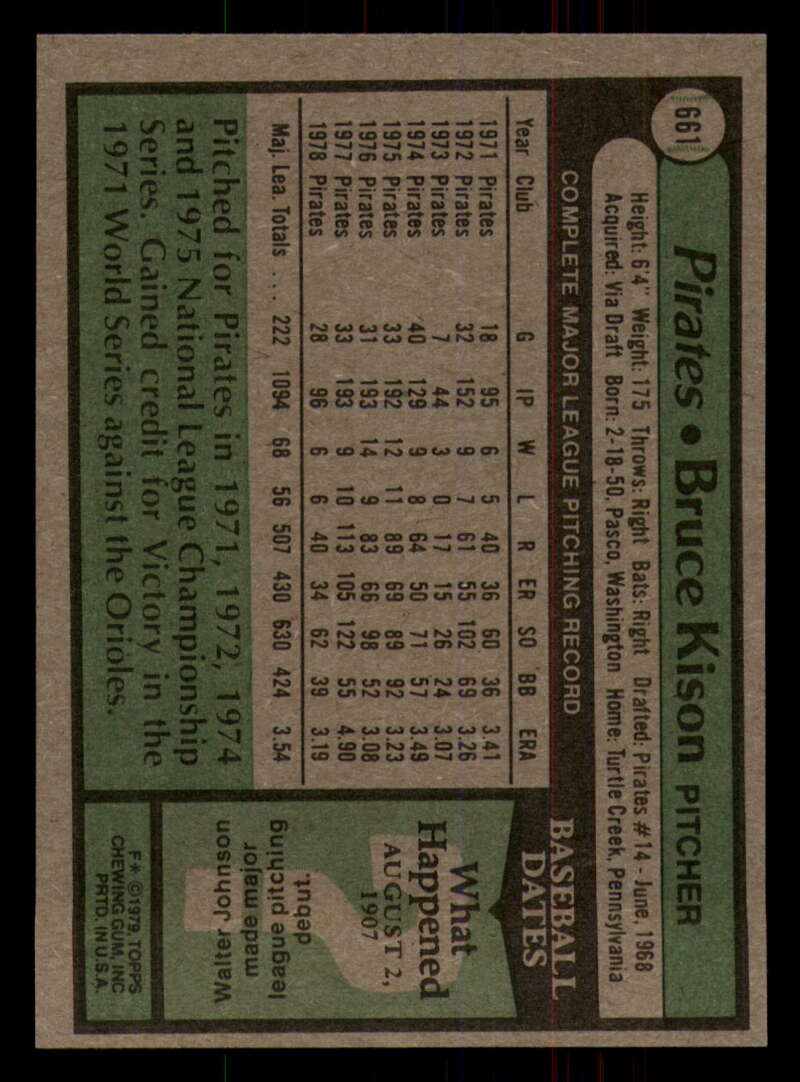 661
Pirates • Bruce Kison PITCHER
Height: 6'4" Weight: 175 Throws: Right Bats: Right Drafted: Pirates #14 - June, 1968
Acquired: Via Draft Born: 2-18-50, Pasco, Washington Home: Turtle Creek, Pennsylvania
COMPLETE MAJOR LEAGUE PITCHING RECORD
Year Club G IP W L R ER SO BB ERA
1971 Pirates 18 95 6 5 40 36 60 36 3.41
1972 Pirates 32 152 9 7 61 55 102 69 3.26
1973 Pirates 7 44 3 0 17 15 26 24 3.07
1974 Pirates 40 129 9 8 64 50 71 57 3.49
1975 Pirates 33 192 12 11 89 69 89 92 3.23
1976 Pirates 31 193 14 9 83 66 98 52 3.08
1977 Pirates 33 193 9 10 113 105 122 55 4.90
1978 Pirates 28 96 6 6 40 34 62 39 3.19
Maj. Lea. Totals . . . 222 1094 68 56 507 430 630 424 3.54
Pitched for Pirates in 1971, 1972, 1974
and 1975 National League Championship
Series. Gained credit for Victory in the
1971 World Series against the Orioles.
BASEBALL
DATES
What
Happened
AUGUST 2,
1907
Walter Johnson
made major
league pitching
debut.
F* © 1979, TOPPS
CHEWING GUM, INC
PRTD. IN U.S.A.